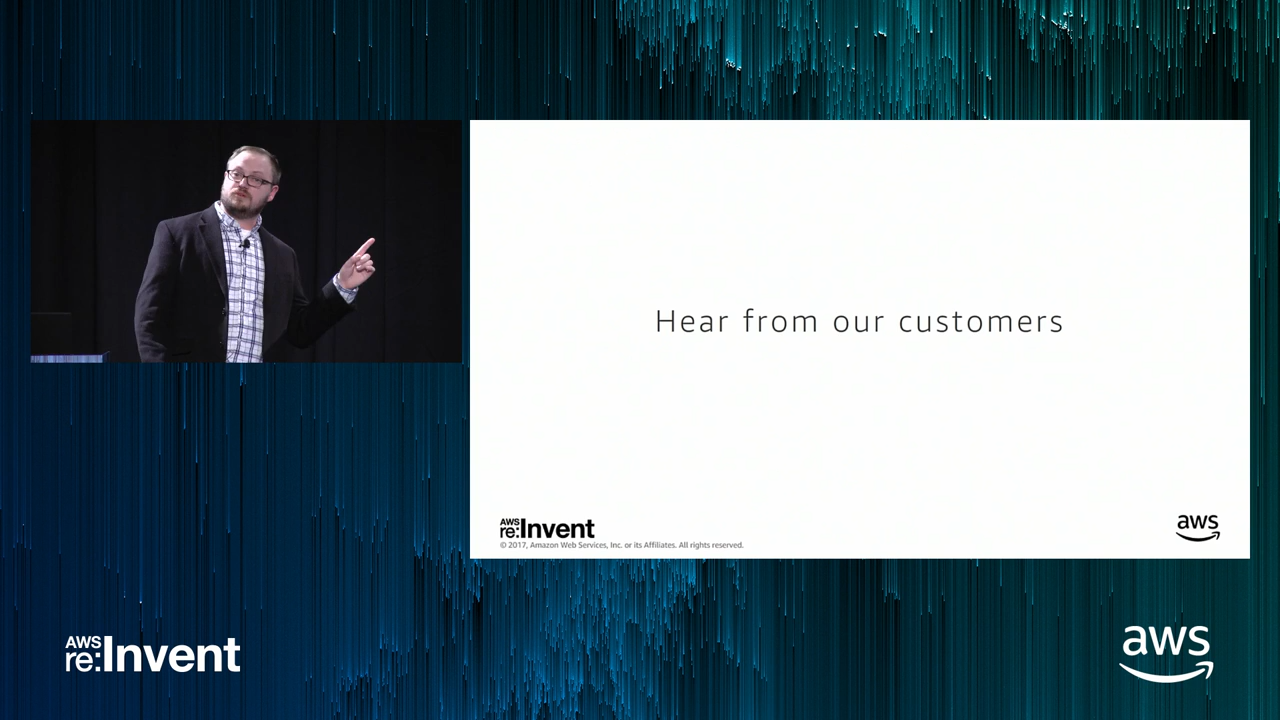 Hear from our customers
AWS
re:Invent
© 2017, Amazon Web Services, Inc. or its Affiliates. All rights reserved.
aws
AWS
re:Invent
aws